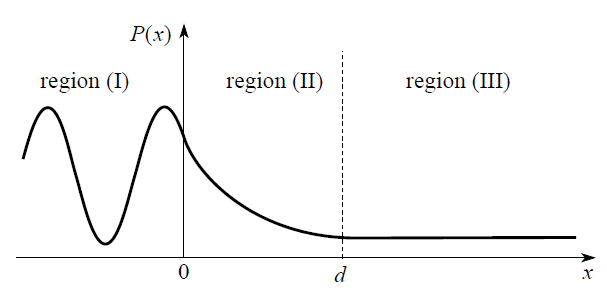 P(x)
region (I)
region (II)
region (III)
0
d
x